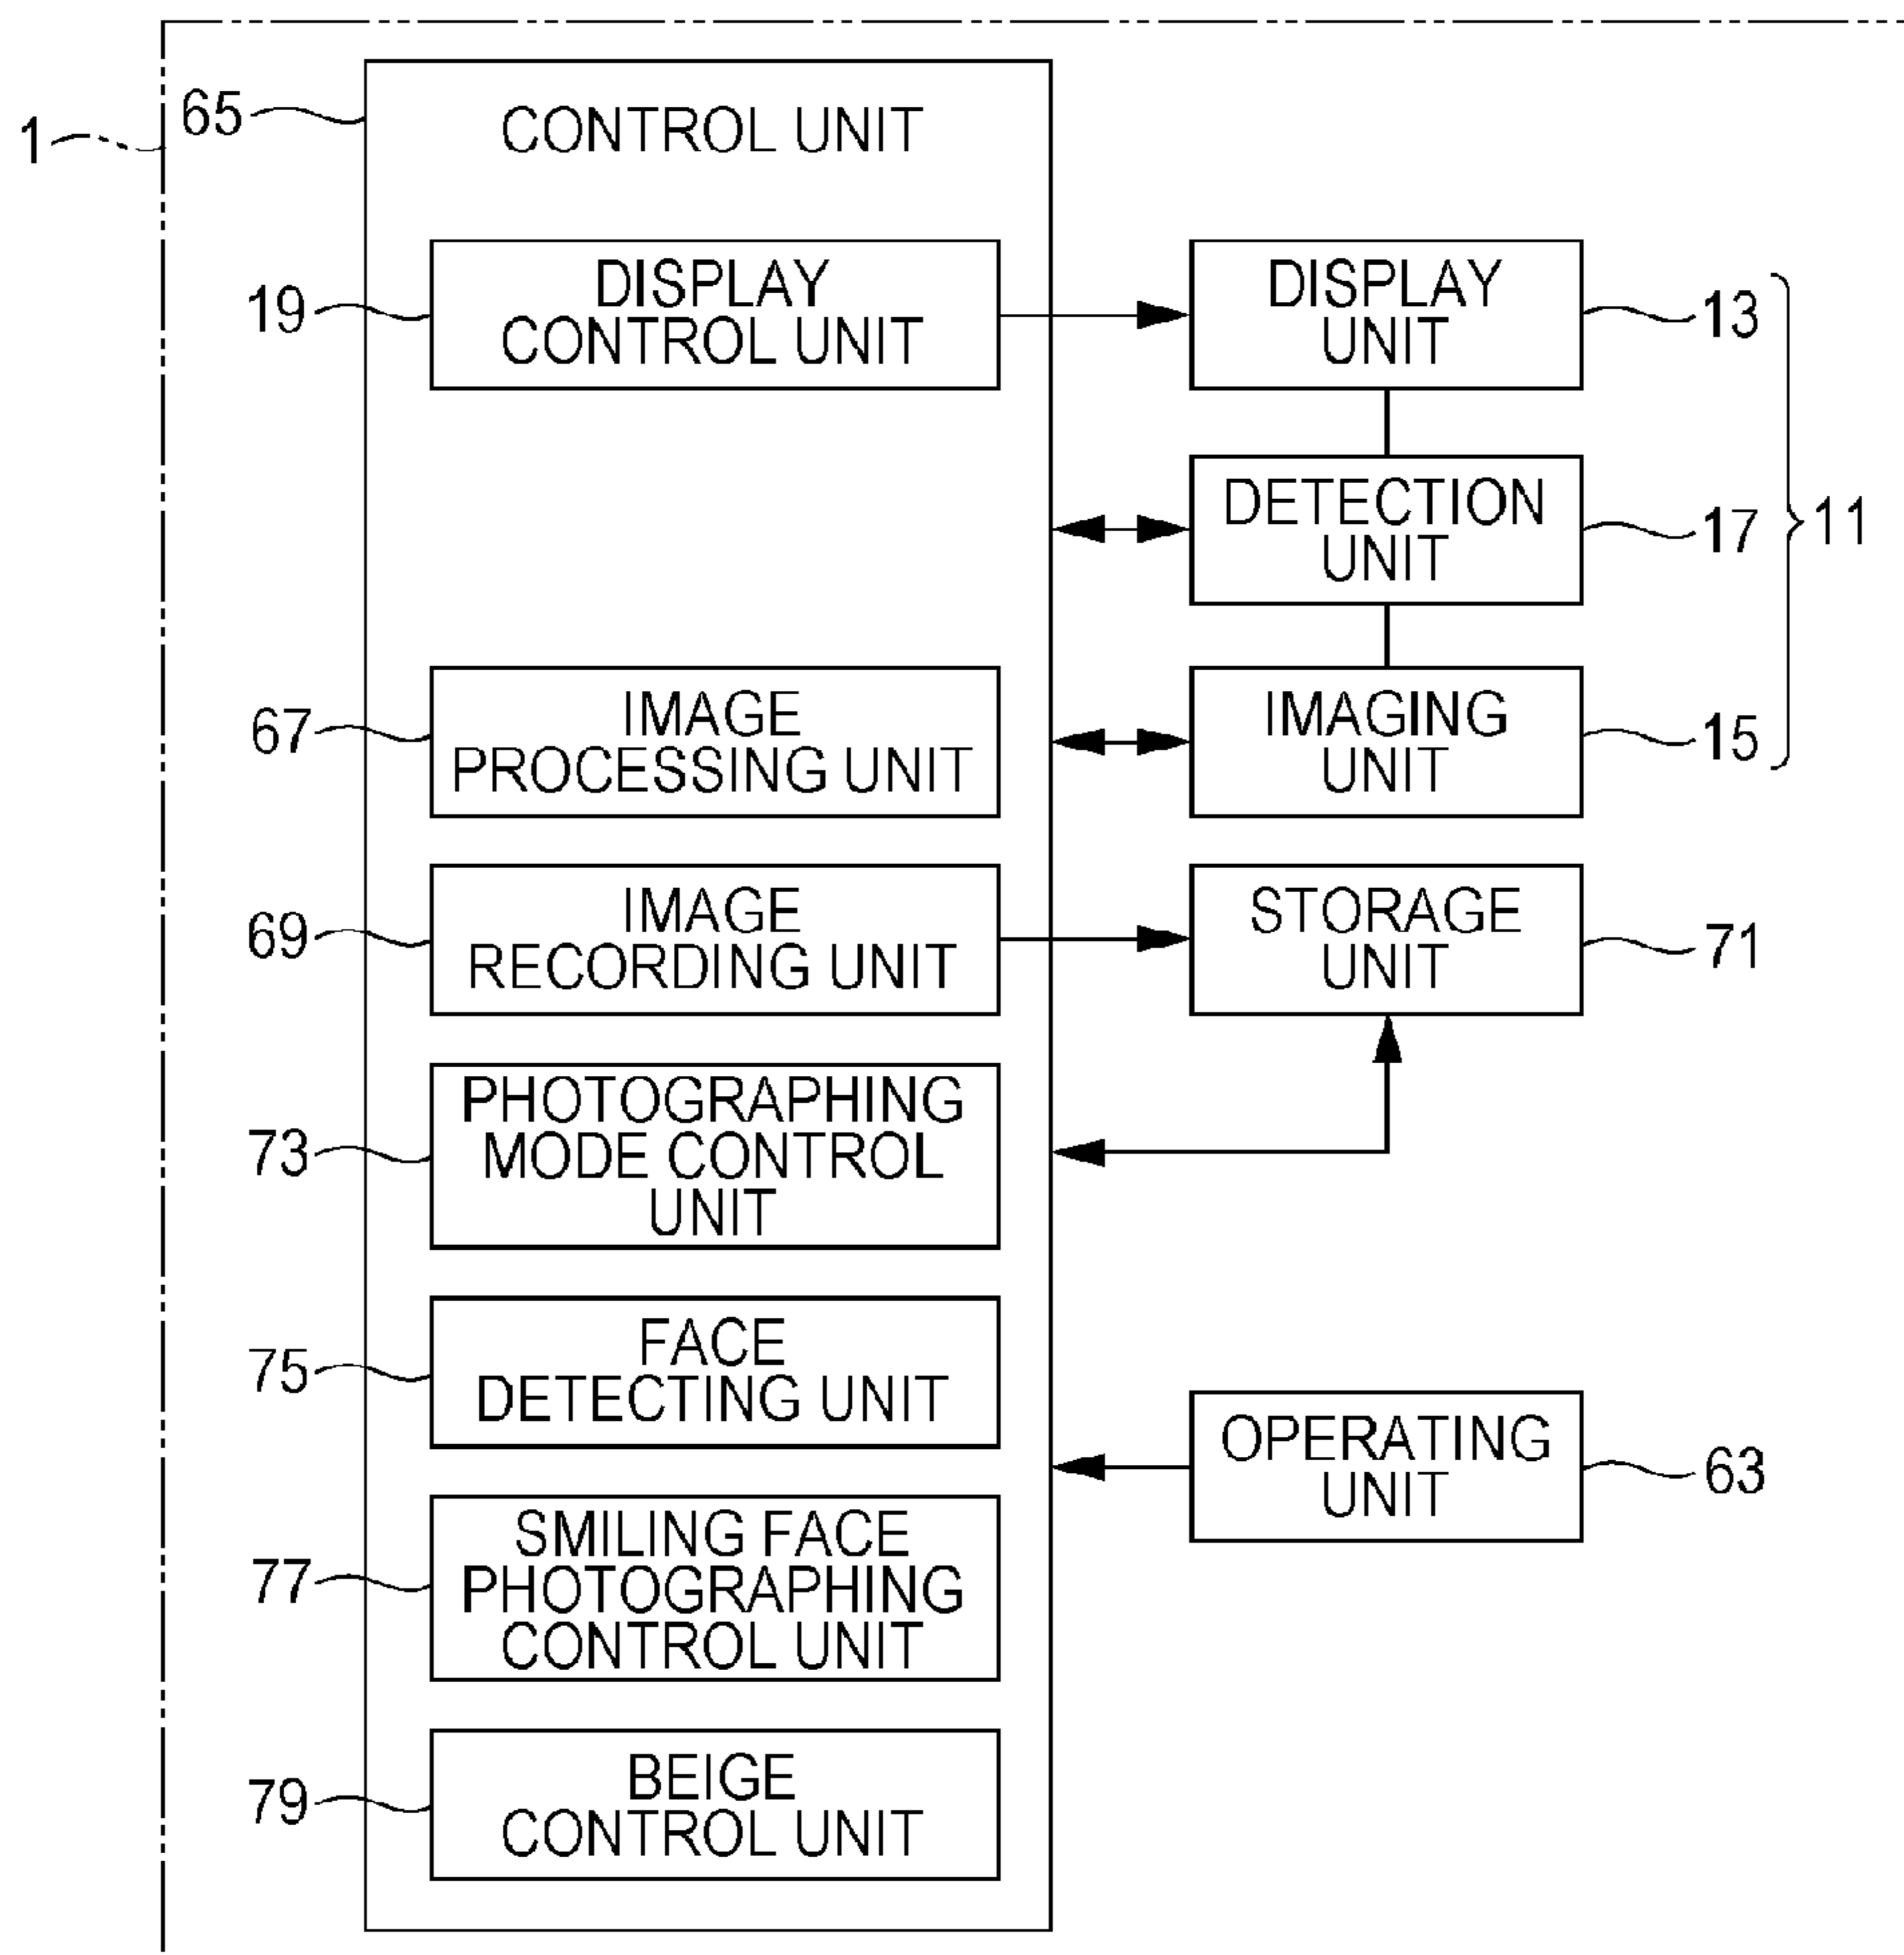 1
65
CONTROL UNIT
19
DISPLAY
CONTROL UNIT
DISPLAY
UNIT
13
DETECTION
UNIT
17
11
67
IMAGE
PROCESSING UNIT
IMAGING
UNIT
15
69
IMAGE
RECORDING UNIT
STORAGE
UNIT
71
73
PHOTOGRAPHING
MODE CONTROL
UNIT
75
FACE
DETECTING UNIT
OPERATING
UNIT
63
77
SMILING FACE
PHOTOGRAPHING
CONTROL UNIT
79
BEIGE
CONTROL UNIT